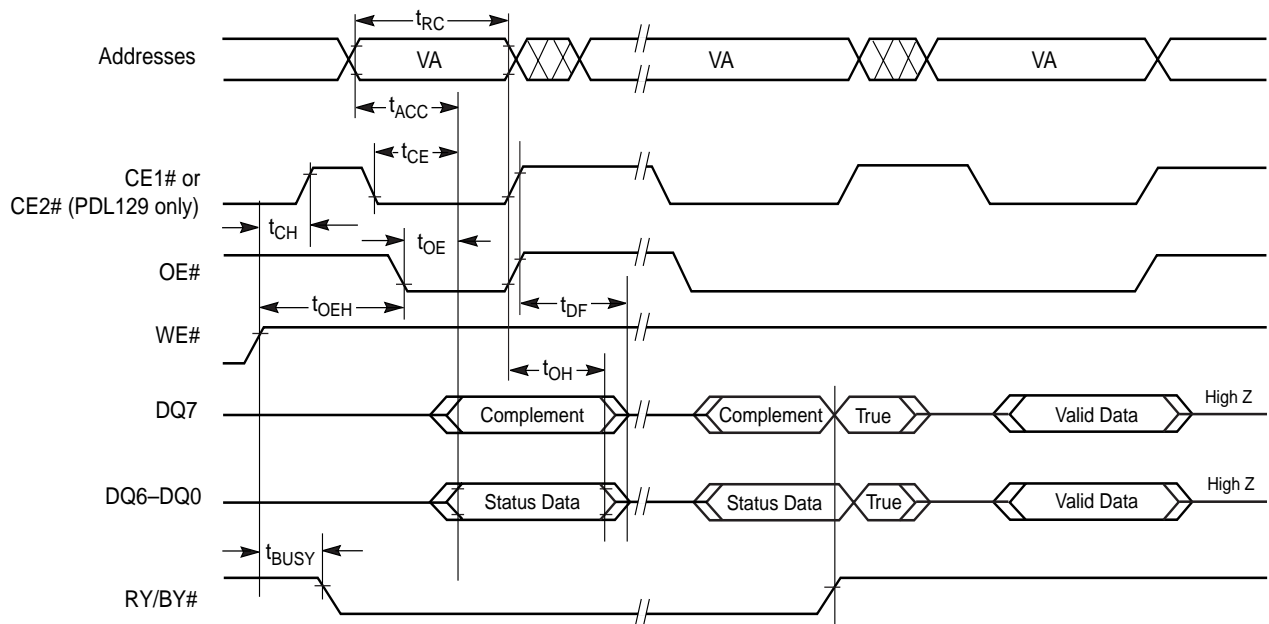 tRC
Addresses VA VA VA
tACC
tCE
CE1# or
CE2# (PDL129 only)
tCH
tOE
OE#
tOEH tDF
WE#
tOH
DQ7 Complement Complement True Valid Data High Z
DQ6–DQ0 Status Data Status Data True Valid Data High Z
tBUSY
RY/BY#